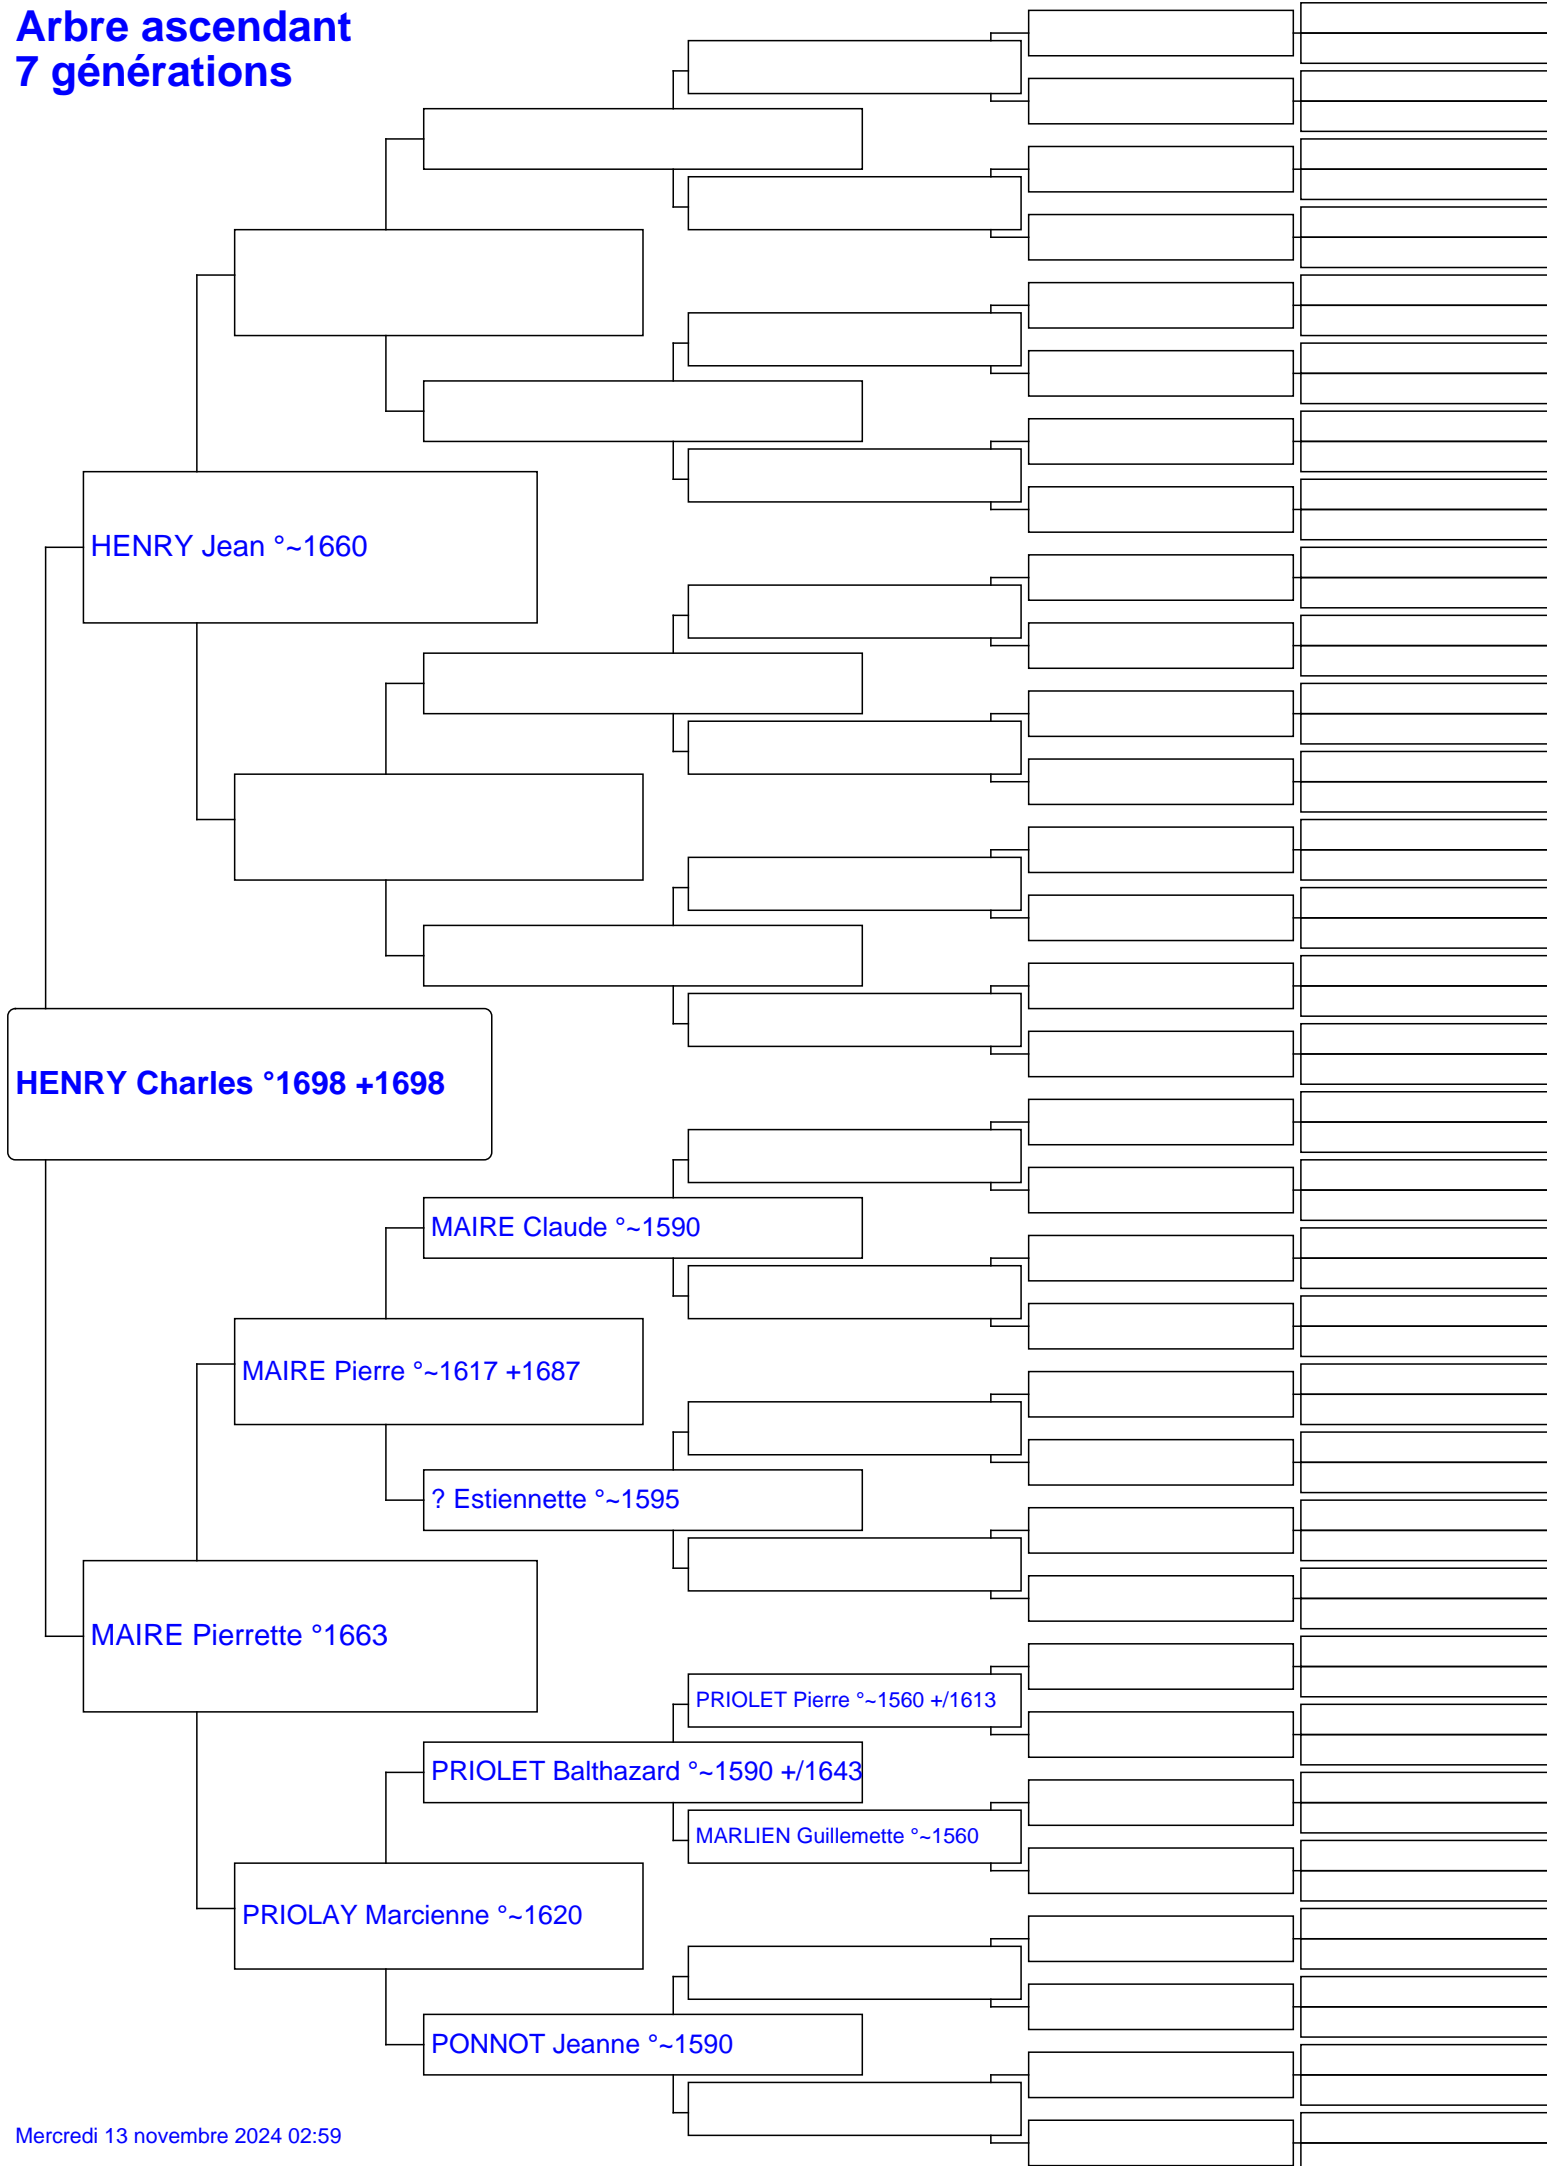 Arbre ascendant
7 générations
HENRY Jean °~1660
HENRY Charles °1698 +1698
MAIRE Claude °~1590
MAIRE Pierre °~1617 +1687
? Estiennette °~1595
MAIRE Pierrette °1663
PRIOLET Pierre °~1560 +/1613
PRIOLET Balthazard °~1590 +/1643
MARLIEN Guillemette °~1560
PRIOLAY Marcienne °~1620
PONNOT Jeanne °~1590
Mercredi 13 novembre 2024 02:59